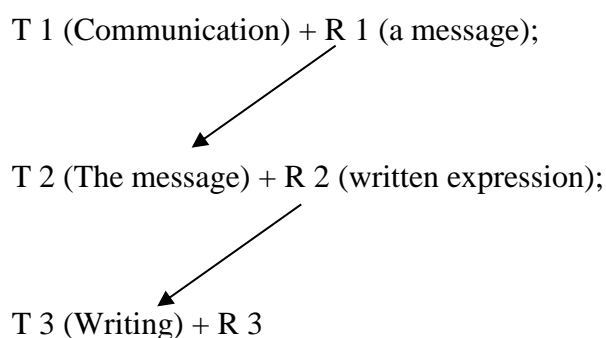 T 1 (Communication) + R 1 (a message);
T 2 (The message) + R 2 (written expression);
T 3 (Writing) + R 3